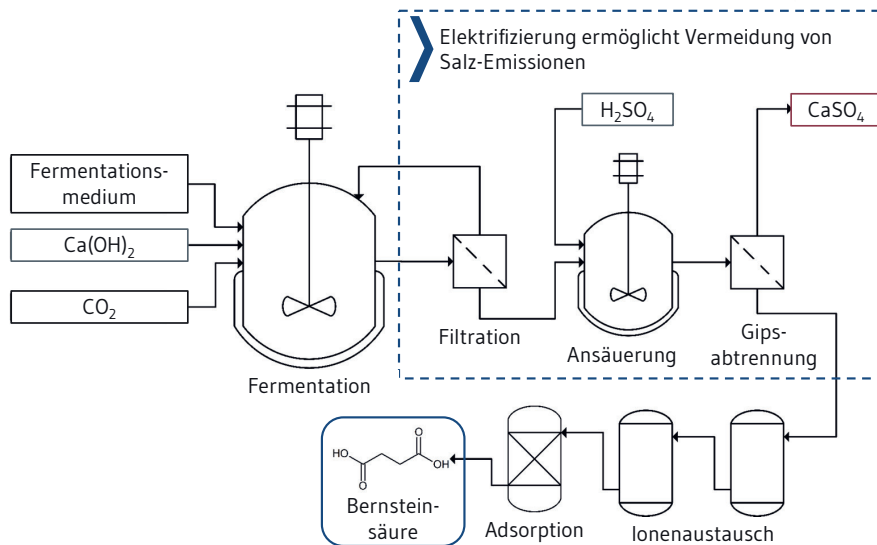 Elektrifizierung ermöglicht Vermeidung von
Salz-Emissionen
H₂SO₄
CaSO₄
Fermentations-
medium
Ca(OH)₂
CO₂
Fermentation
Filtration
Ansäuerung
Gips-
abtrennung
HO
O
O
OH
Bernstein-
säure
Adsorption
Ionenaustausch